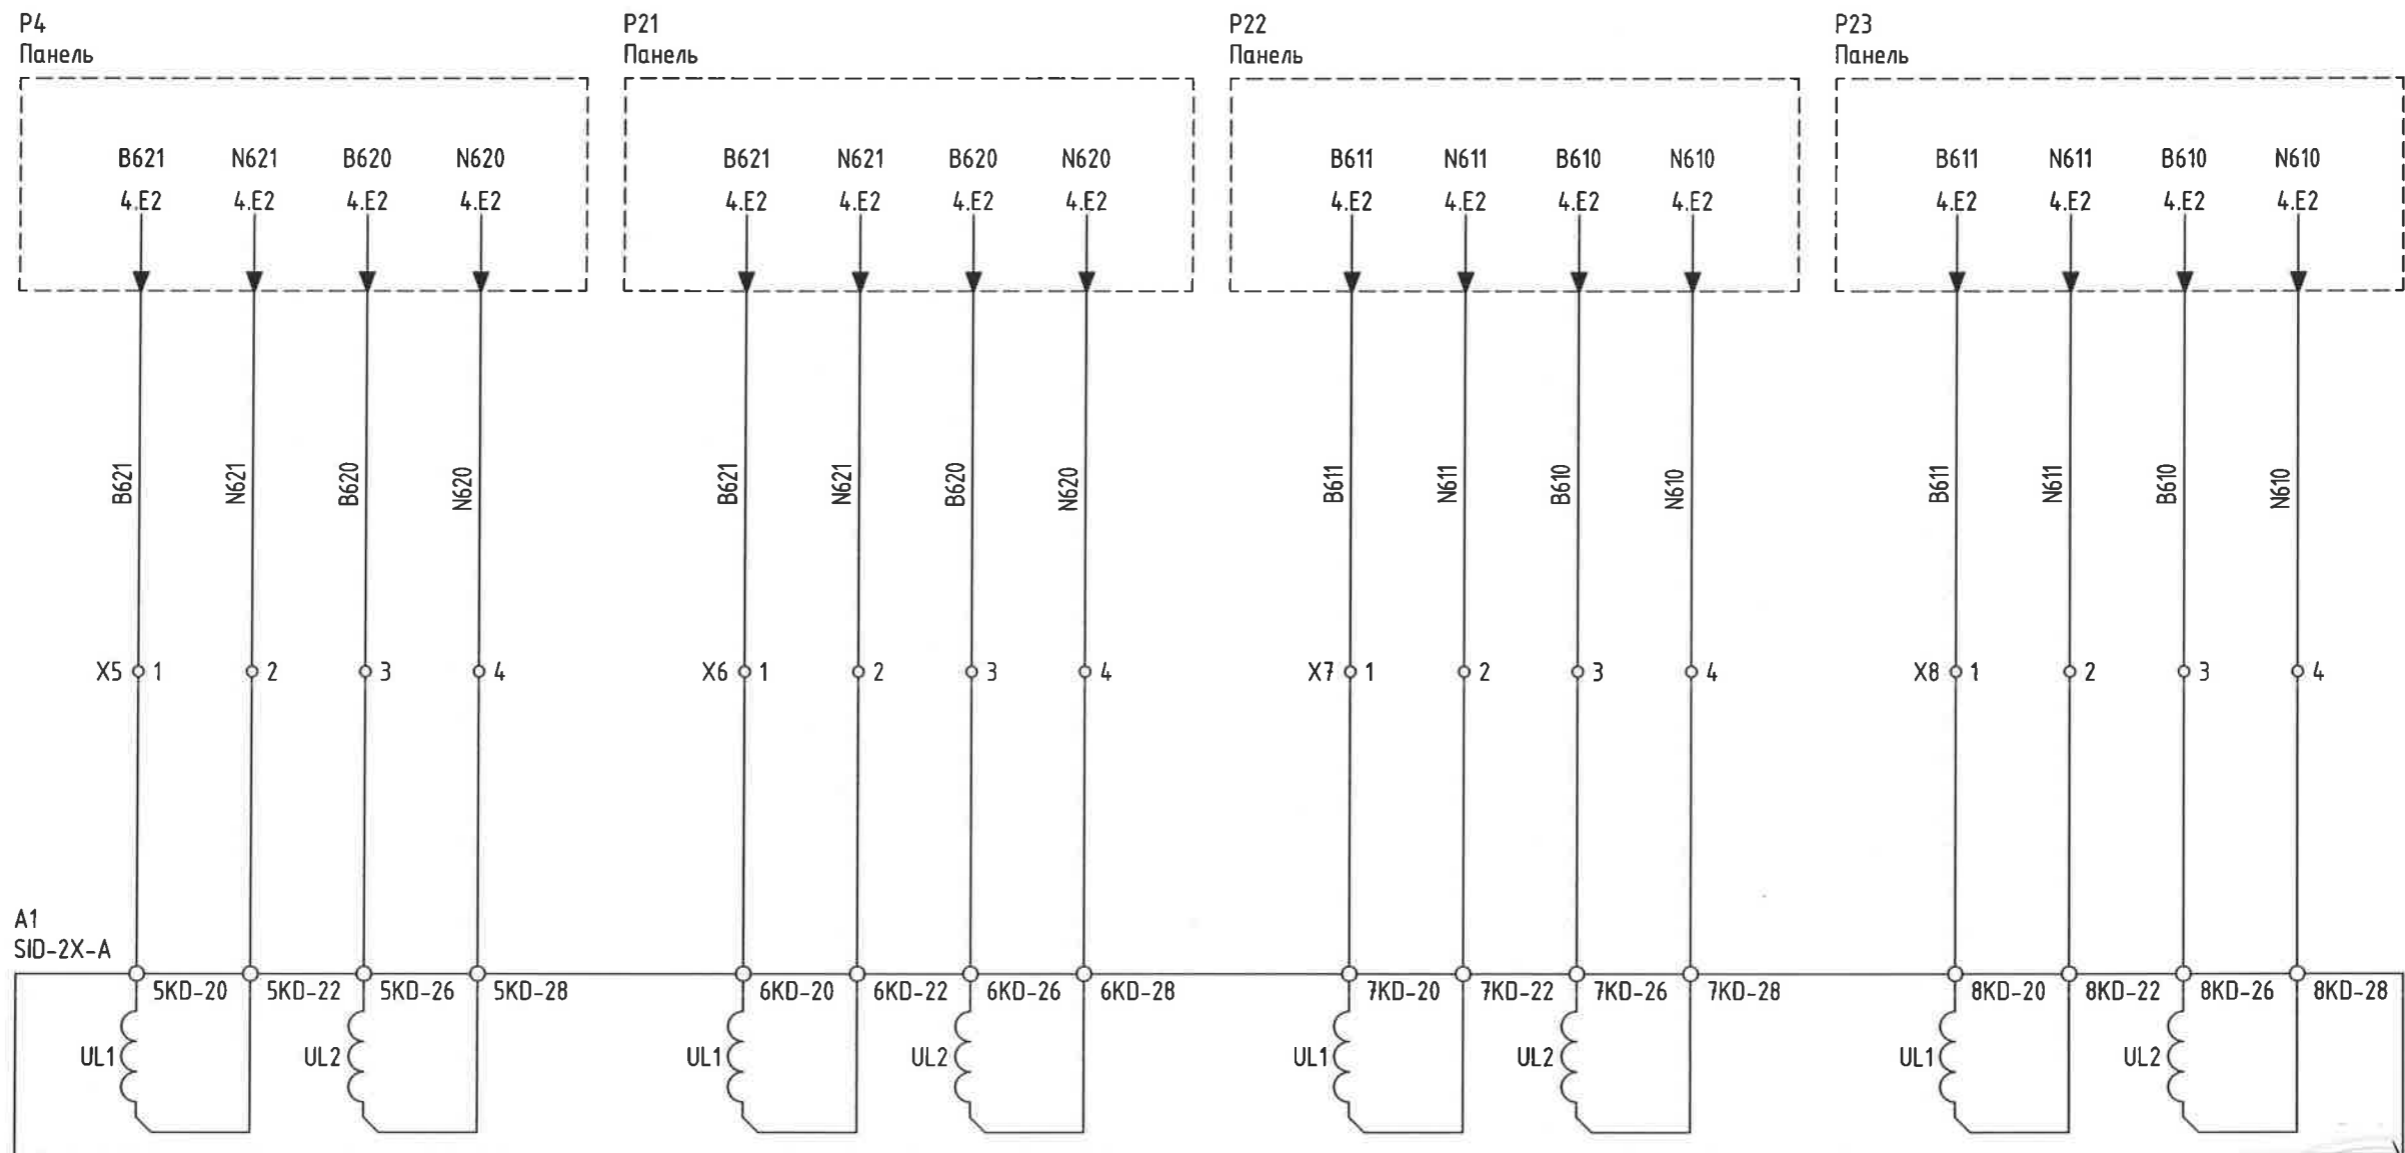 P4 P21 P22 P23
Панель Панель Панель Панель
B621 N621 B620 N620 B621 N621 B620 N620 B611 N611 B610 N610 B611 N611 B610 N610
4.E2 4.E2 4.E2 4.E2 4.E2 4.E2 4.E2 4.E2 4.E2 4.E2 4.E2 4.E2 4.E2 4.E2 4.E2 4.E2
B621 N621 B620 N620 B621 N621 B620 N620 B611 N611 B610 N610 B611 N611 B610 N610
X5 1 2 3 4 X6 1 2 3 4 X7 1 2 3 4 X8 1 2 3 4
A1
SID-2X-A
5KD-20 5KD-22 5KD-26 5KD-28 6KD-20 6KD-22 6KD-26 6KD-28 7KD-20 7KD-22 7KD-26 7KD-28 8KD-20 8KD-22 8KD-26 8KD-28
UL1 UL2 UL1 UL2 UL1 UL2 UL1 UL2